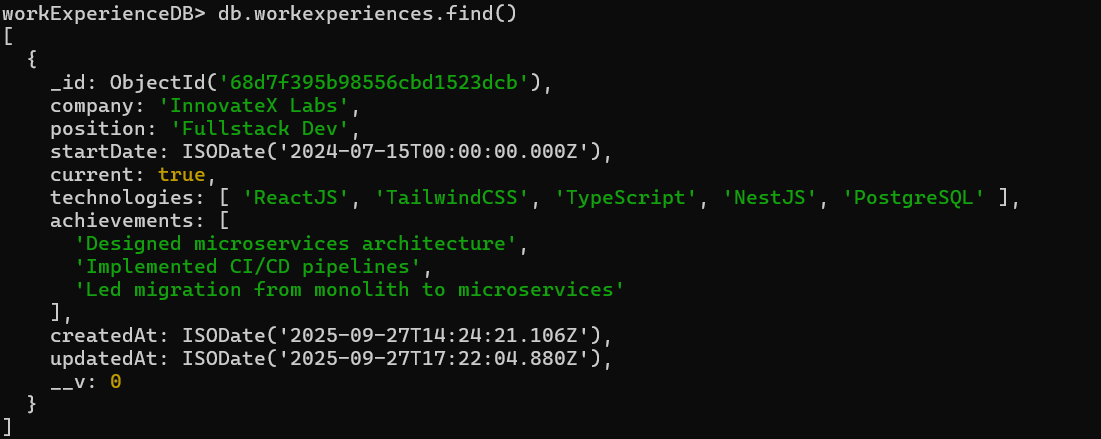 workExperienceDB> db.workexperiences.find()
[
  {
    _id: ObjectId('68d7f395b98556cbd1523dcb'),
    company: 'InnovateX Labs',
    position: 'Fullstack Dev',
    startDate: ISODate('2024-07-15T00:00:00.000Z'),
    current: true,
    technologies: [ 'ReactJS', 'TailwindCSS', 'TypeScript', 'NestJS', 'PostgreSQL' ],
    achievements: [
      'Designed microservices architecture',
      'Implemented CI/CD pipelines',
      'Led migration from monolith to microservices'
    ],
    createdAt: ISODate('2025-09-27T14:24:21.106Z'),
    updatedAt: ISODate('2025-09-27T17:22:04.880Z'),
    __v: 0
  }
]